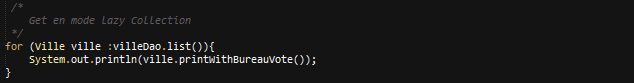 /*
Get en mode Lazy Collection
*/
for (Ville ville :villeDao.list()){
System.out.println(ville.printWithBureauVote());
}